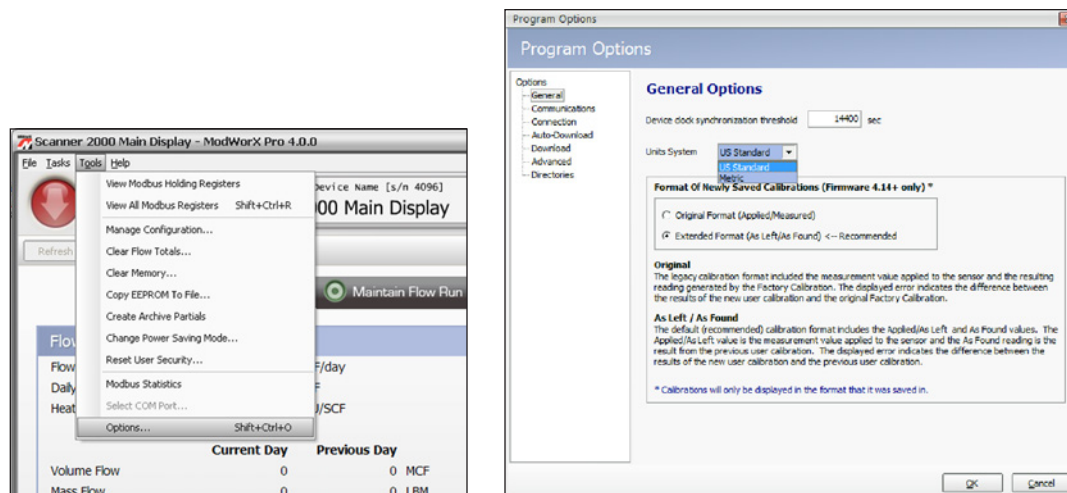 Scanner 2000 Main Display - ModWorX Pro 4.0.0
File Tasks Tools Help
View Modbus Holding Registers
View All Modbus Registers Shift+Ctrl+R
Manage Configuration...
Clear Flow Totals...
Clear Memory...
Copy EEPROM To File...
Create Archive Partials
Change Power Saving Mode...
Reset User Security...
Modbus Statistics
Select COM Port...
Options... Shift+Ctrl+O
Device Name [s/n 4096]
000 Main Display
Refresh
Maintain Flow Run
Flow
Flow F/day
Daily F
Heat J/SCF
Current Day Previous Day
Volume Flow 0 0 MCF
Mass Flow 0 0 LBM
Program Options
Program Options
Options
General
Communications
Connection
Auto-Download
Download
Advanced
Directories
General Options
Device clock synchronization threshold 14400 sec
Units System US Standard
US Standard
Metric
Format Of Newly Saved Calibrations (Firmware 4.14+ only) *
Original Format (Applied/Measured)
Extended Format (As Left/As Found) <-- Recommended
Original
The legacy calibration format included the measurement value applied to the sensor and the resulting
reading generated by the Factory Calibration. The displayed error indicates the difference between
the results of the new user calibration and the original Factory Calibration.
As Left / As Found
The default (recommended) calibration format includes the Applied/As Left and As Found values. The
Applied/As Left value is the measurement value applied to the sensor and the As Found reading is the
result from the previous user calibration. The displayed error indicates the difference between the
results of the new user calibration and the previous user calibration.
* Calibrations will only be displayed in the format that it was saved in.
OK Cancel